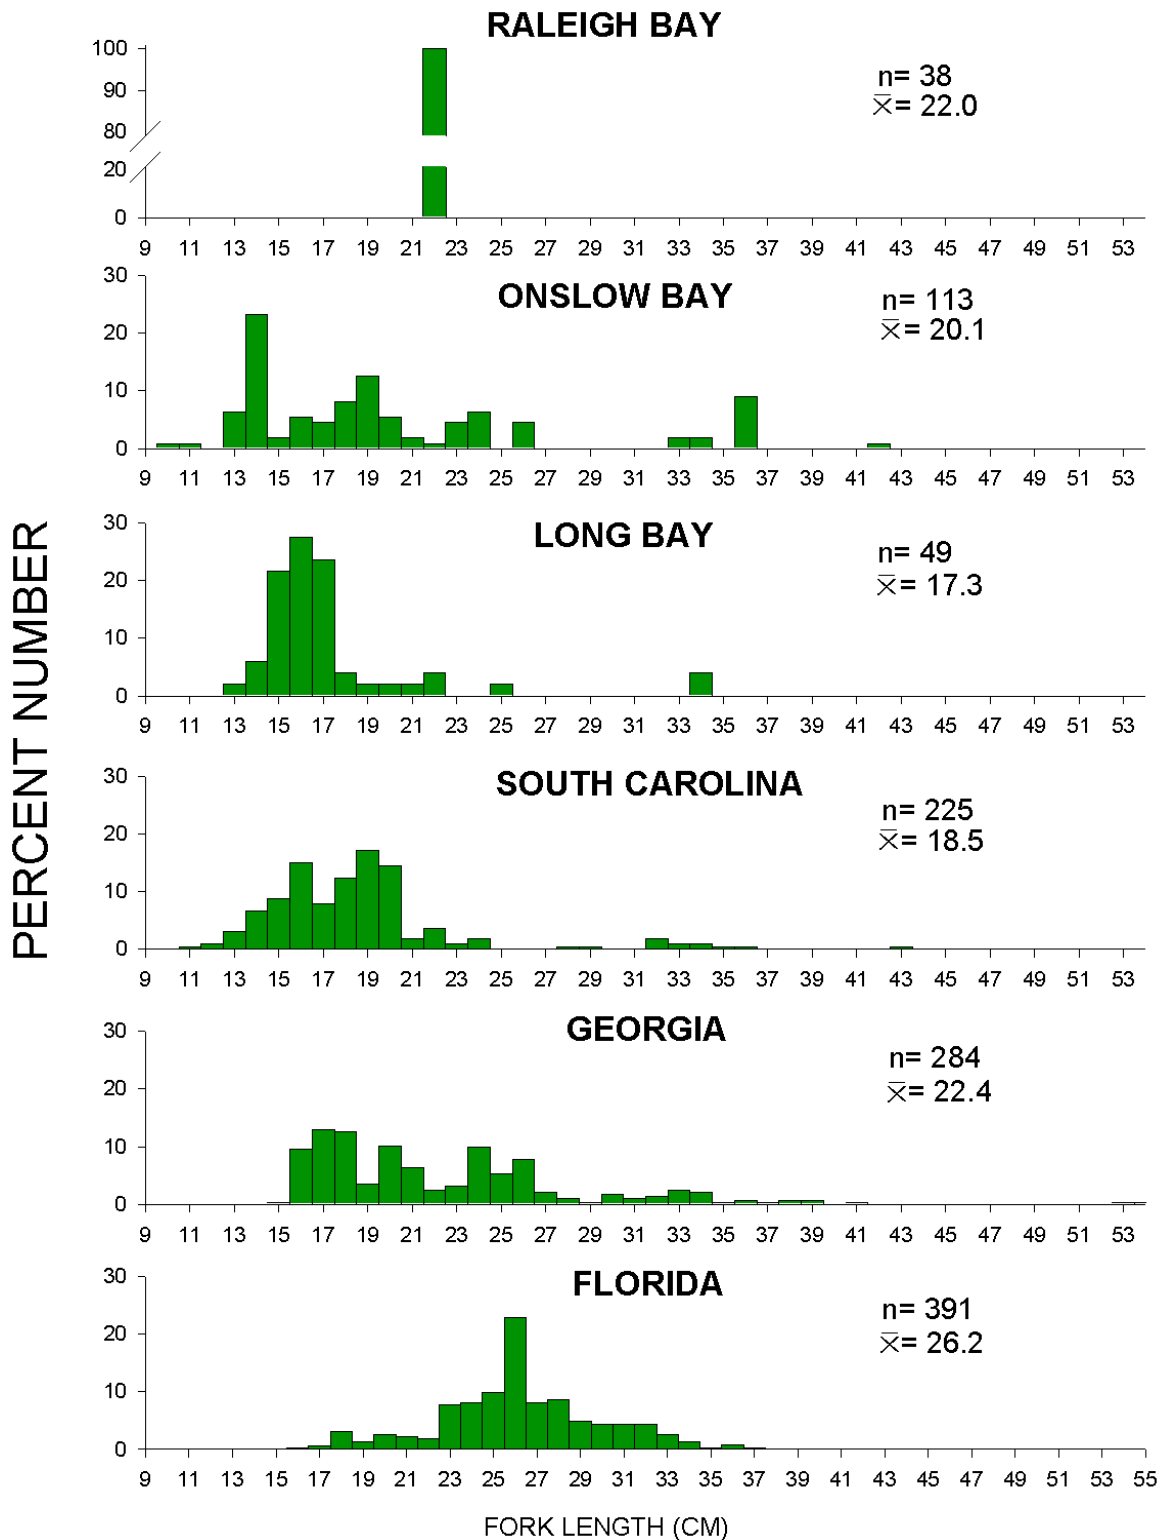 RALEIGH BAY
n= 38
x̅= 22.0
100
90
80
20
0
9 11 13 15 17 19 21 23 25 27 29 31 33 35 37 39 41 43 45 47 49 51 53
ONSLOW BAY
n= 113
x̅= 20.1
30
20
10
0
9 11 13 15 17 19 21 23 25 27 29 31 33 35 37 39 41 43 45 47 49 51 53
LONG BAY
n= 49
x̅= 17.3
30
20
10
0
9 11 13 15 17 19 21 23 25 27 29 31 33 35 37 39 41 43 45 47 49 51 53
PERCENT NUMBER
SOUTH CAROLINA
n= 225
x̅= 18.5
30
20
10
0
9 11 13 15 17 19 21 23 25 27 29 31 33 35 37 39 41 43 45 47 49 51 53
GEORGIA
n= 284
x̅= 22.4
30
20
10
0
9 11 13 15 17 19 21 23 25 27 29 31 33 35 37 39 41 43 45 47 49 51 53
FLORIDA
n= 391
x̅= 26.2
30
20
10
0
9 11 13 15 17 19 21 23 25 27 29 31 33 35 37 39 41 43 45 47 49 51 53 55
FORK LENGTH (CM)